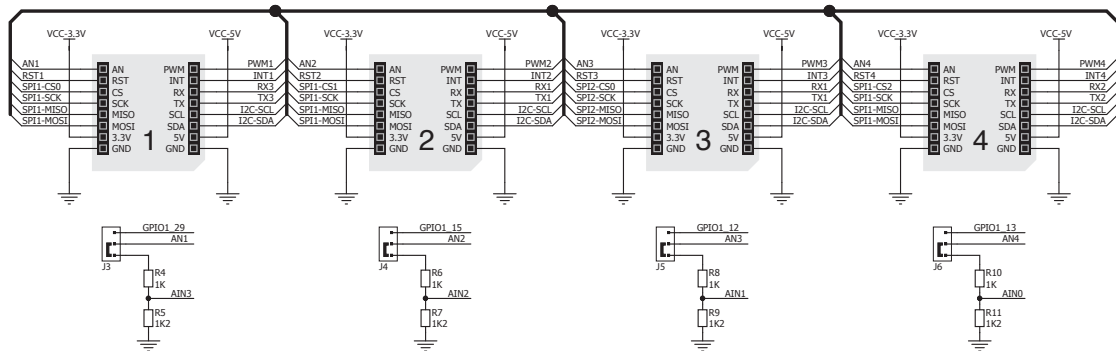 VCC-3.3V VCC-5V VCC-3.3V VCC-5V VCC-3.3V VCC-5V VCC-3.3V VCC-5V
AN1 AN PWM PWM1 AN2 AN PWM PWM2 AN3 AN PWM PWM3 AN4 AN PWM PWM4
RST1 RST INT INT1 RST2 RST INT INT2 RST3 RST INT INT3 RST4 RST INT INT4
SPI1-CS0 CS RX RX3 SPI1-CS1 CS RX RX1 SPI2-CS0 CS RX RX1 SPI1-CS2 CS RX RX2
SPI1-SCK SCK TX TX3 SPI1-SCK SCK TX TX1 SPI2-SCK SCK TX TX1 SPI1-SCK SCK TX TX2
SPI1-MISO MISO SCL I2C-SCL SPI1-MISO MISO SCL I2C-SCL SPI2-MISO MISO SCL I2C-SCL SPI1-MISO MISO SCL I2C-SCL
SPI1-MOSI MOSI SDA I2C-SDA SPI1-MOSI MOSI SDA I2C-SDA SPI2-MOSI MOSI SDA I2C-SDA SPI1-MOSI MOSI SDA I2C-SDA
3.3V 5V 3.3V 5V 3.3V 5V 3.3V 5V
GND 1 GND GND 2 GND GND 3 GND GND 4 GND
GPIO1_29 GPIO1_15 GPIO1_12 GPIO1_13
AN1 AN2 AN3 AN4
J3 J4 J5 J6
R4 R6 R8 R10
1K 1K 1K 1K
AIN3 AIN2 AIN1 AIN0
R5 R7 R9 R11
1K2 1K2 1K2 1K2